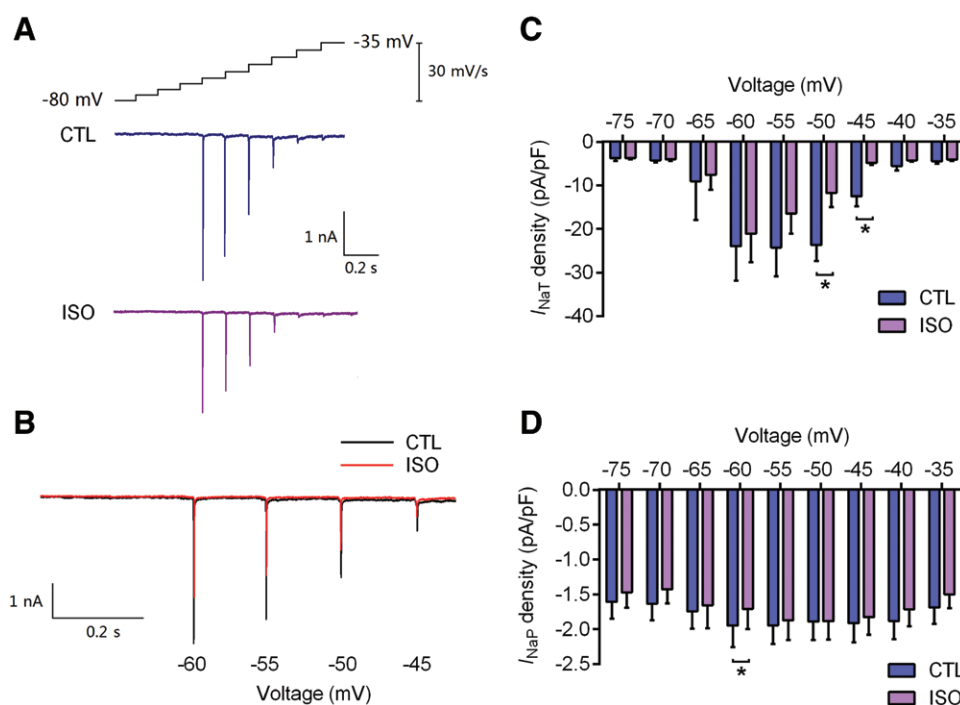 A
-80 mV
-35 mV
30 mV/s
CTL
1 nA
0.2 s
ISO
B
CTL
ISO
1 nA
0.2 s
-60 -55 -50 -45
Voltage (mV)
C
Voltage (mV)
-75 -70 -65 -60 -55 -50 -45 -40 -35
0
-10
-20
-30
-40
INaT density (pA/pF)
*
*
CTL
ISO
D
Voltage (mV)
-75 -70 -65 -60 -55 -50 -45 -40 -35
0.0
-0.5
-1.0
-1.5
-2.0
-2.5
INaP density (pA/pF)
*
CTL
ISO